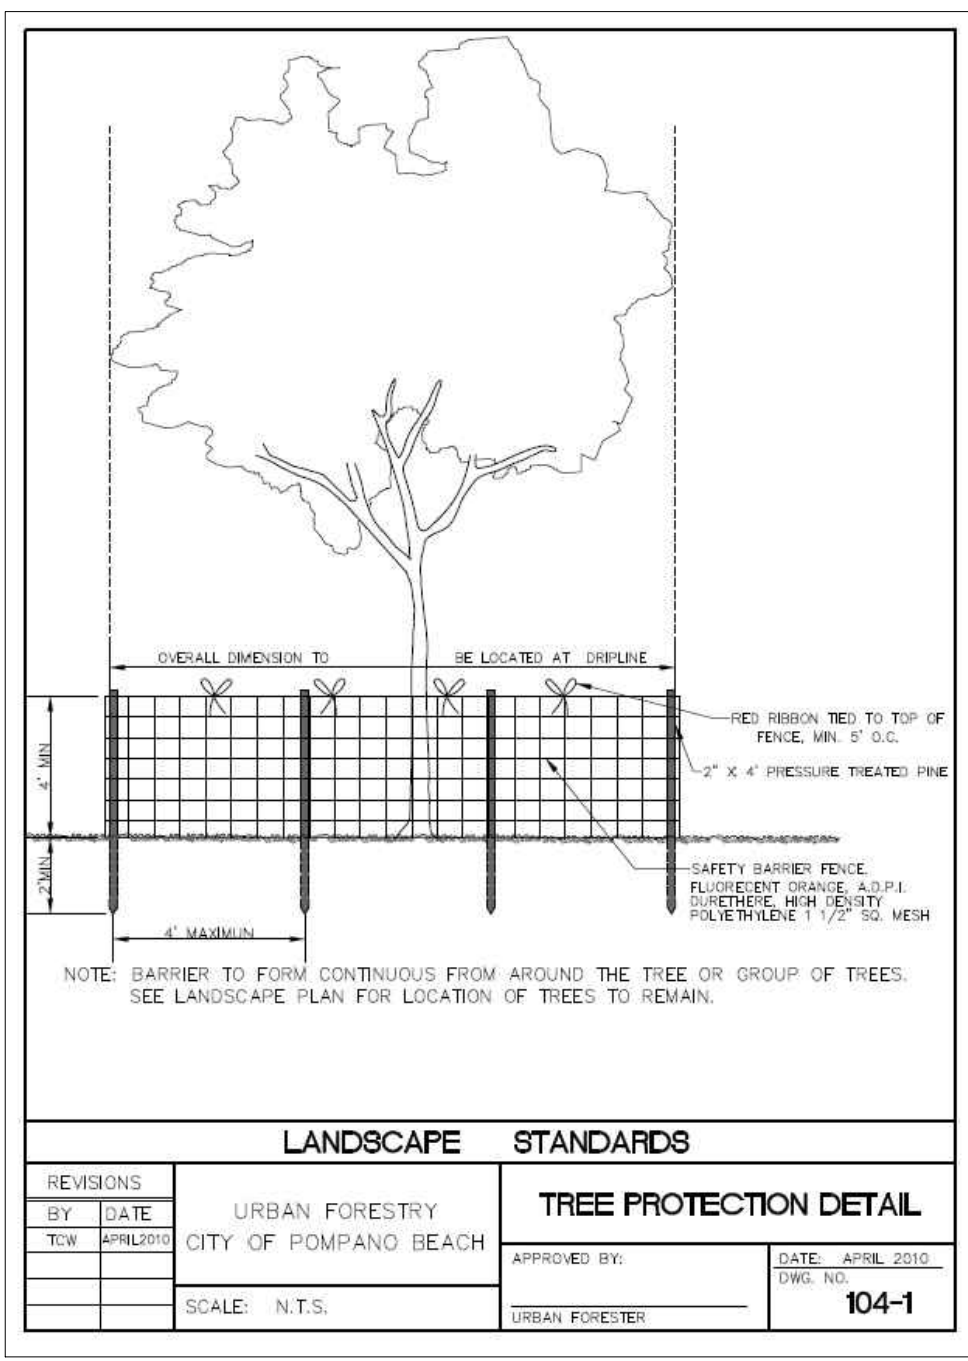 OVERALL DIMENSION TO BE LOCATED AT DRIPLINE
RED RIBBON TIED TO TOP OF
FENCE, MIN. 5' O.C.
4' MIN
2" X 4' PRESSURE TREATED PINE
2'MIN
SAFETY BARRIER FENCE.
FLUORECENT ORANGE, A.D.P.I.
DURETHERE, HIGH DENSITY
POLYETHYLENE 1 1/2" SQ. MESH
4' MAXIMUN
NOTE: BARRIER TO FORM CONTINUOUS FROM AROUND THE TREE OR GROUP OF TREES.
SEE LANDSCAPE PLAN FOR LOCATION OF TREES TO REMAIN.
LANDSCAPE STANDARDS
REVISIONS
BY DATE
TCW APRIL2010
URBAN FORESTRY
CITY OF POMPANO BEACH
SCALE: N.T.S.
TREE PROTECTION DETAIL
APPROVED BY:
URBAN FORESTER
DATE: APRIL 2010
DWG. NO.
104-1